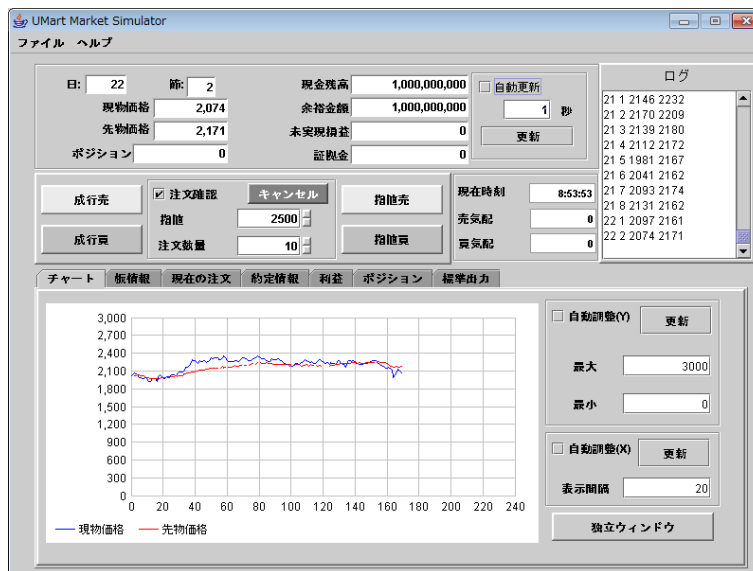 UMart Market Simulator
ファイル ヘルプ
日: 22 節: 2
現物価格 2,074
先物価格 2,171
ポジション 0
現金残高 1,000,000,000
余裕金額 1,000,000,000
未実現損益 0
証拠金 0
自動更新
1 秒
更新
ログ
21 1 2146 2232
21 2 2170 2209
21 3 2139 2180
21 4 2112 2172
21 5 1981 2167
21 6 2041 2162
21 7 2093 2174
21 8 2131 2162
22 1 2097 2161
22 2 2074 2171
成行売
成行買
注文確認 キャンセル
指値 2500
注文数量 10
指値売
指値買
現在時刻 8:53:53
売気配 0
買気配 0
チャート 板情報 現在の注文 約定情報 利益 ポジション 標準出力
3,000
2,700
2,400
2,100
1,800
1,500
1,200
900
600
300
0
0 20 40 60 80 100 120 140 160 180 200 220 240
現物価格 先物価格
自動調整(Y) 更新
最大 3000
最小 0
自動調整(X) 更新
表示間隔 20
独立ウィンドウ